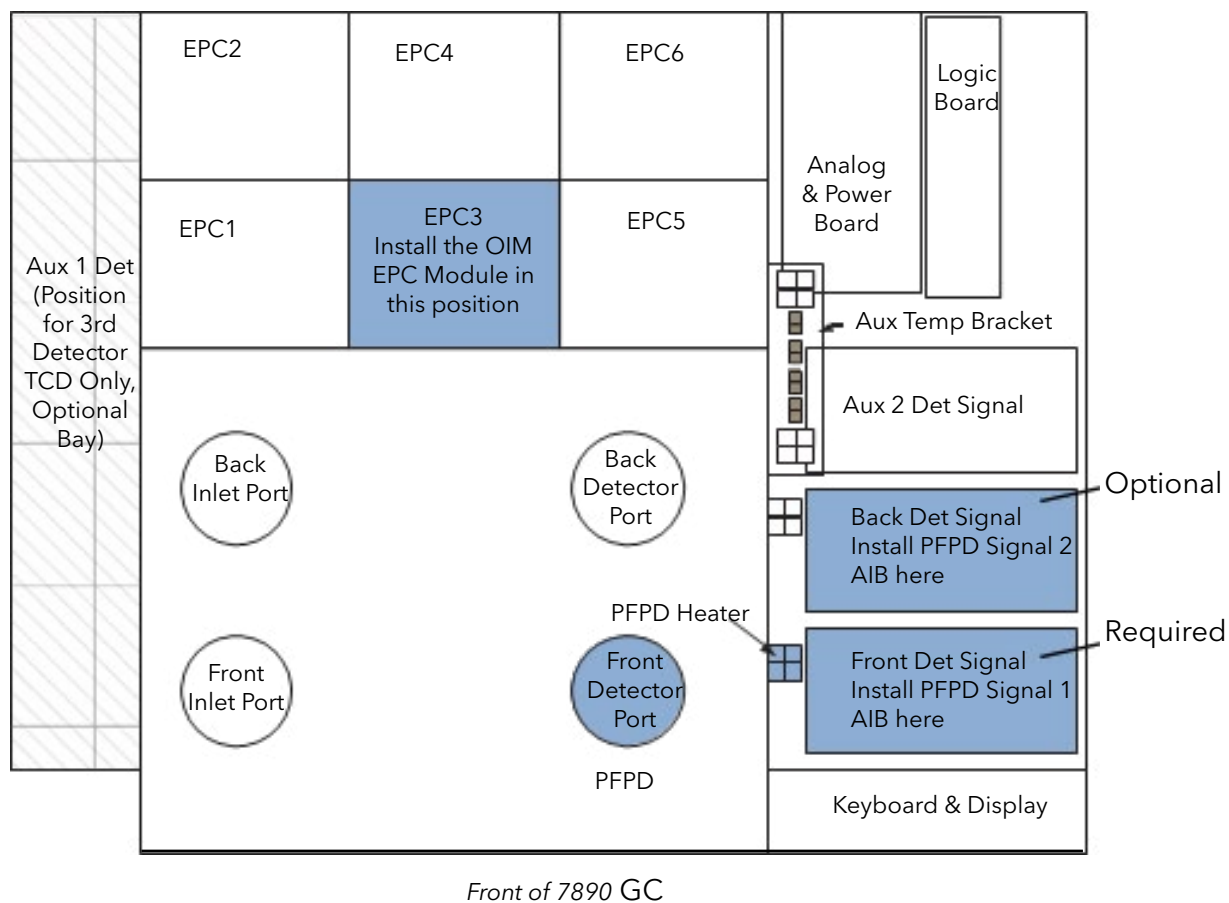 EPC2
EPC4
EPC6
Logic
Board
Analog
& Power
Board
EPC1
EPC3
Install the OIM
EPC Module in
this position
EPC5
Aux 1 Det
(Position
for 3rd
Detector
TCD Only,
Optional
Bay)
Aux Temp Bracket
Aux 2 Det Signal
Back
Inlet Port
Back
Detector
Port
Optional
Back Det Signal
Install PFPD Signal 2
AIB here
PFPD Heater
Required
Front
Inlet Port
Front
Detector
Port
Front Det Signal
Install PFPD Signal 1
AIB here
PFPD
Keyboard & Display
Front of 7890 GC